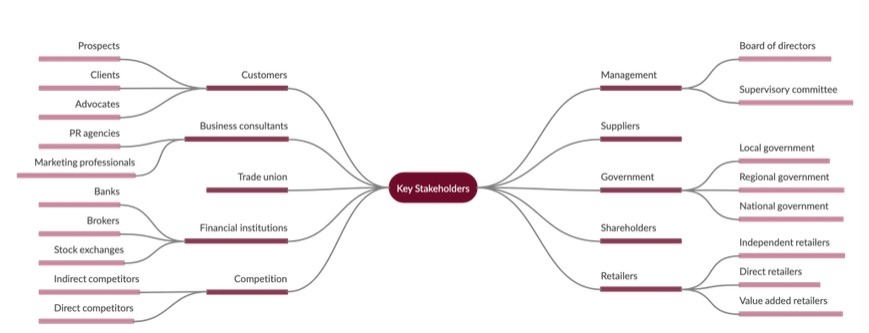 Prospects
Clients
Advocates
Customers
PR agencies
Marketing professionals
Business consultants
Trade union
Banks
Brokers
Stock exchanges
Financial institutions
Indirect competitors
Direct competitors
Competition
Key Stakeholders
Management
Board of directors
Supervisory committee
Suppliers
Government
Local government
Regional government
National government
Shareholders
Retailers
Independent retailers
Direct retailers
Value added retailers